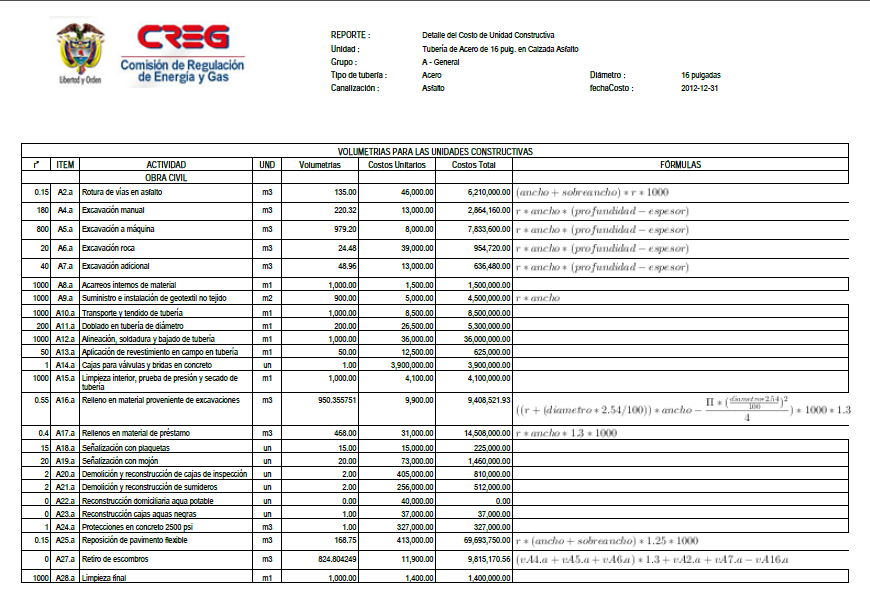 Libertad y Orden
CREG
Comisión de Regulación
de Energía y Gas
REPORTE : Detalle del Costo de Unidad Constructiva
Unidad : Tubería de Acero de 16 pulg. en Calzada Asfalto
Grupo : A - General
Tipo de tubería : Acero Diámetro : 16 pulgadas
Canalización : Asfalto fechaCosto : 2012-12-31
VOLUMETRIAS PARA LAS UNIDADES CONSTRUCTIVAS
r* ITEM ACTIVIDAD UND Volumetrías Costos Unitarios Costos Total FÓRMULAS
OBRA CIVIL
0.15 A2.a Rotura de vías en asfalto m3 135.00 46,000.00 6,210,000.00 (ancho + sobreancho) * r * 1000
180 A4.a Excavación manual m3 220.32 13,000.00 2,864,160.00 r * ancho * (profundidad − espesor)
800 A5.a Excavación a máquina m3 979.20 8,000.00 7,833,600.00 r * ancho * (profundidad − espesor)
20 A6.a Excavación roca m3 24.48 39,000.00 954,720.00 r * ancho * (profundidad − espesor)
40 A7.a Excavación adicional m3 48.96 13,000.00 636,480.00 r * ancho * (profundidad − espesor)
1000 A8.a Acarreos internos de material m1 1,000.00 1,500.00 1,500,000.00
1000 A9.a Suministro e instalación de geotextil no tejido m2 900.00 5,000.00 4,500,000.00 r * ancho
1000 A10.a Transporte y tendido de tubería m1 1,000.00 8,500.00 8,500,000.00
200 A11.a Doblado en tubería de diámetro m1 200.00 26,500.00 5,300,000.00
1000 A12.a Alineación, soldadura y bajado de tubería m1 1,000.00 36,000.00 36,000,000.00
50 A13.a Aplicación de revestimiento en campo en tubería m1 50.00 12,500.00 625,000.00
1 A14.a Cajas para válvulas y bridas en concreto un 1.00 3,900,000.00 3,900,000.00
1000 A15.a Limpieza interior, prueba de presión y secado de m1 1,000.00 4,100.00 4,100,000.00
tubería
0.55 A16.a Relleno en material proveniente de excavaciones m3 950.355751 9,900.00 9,408,521.93 ((r + (diametro * 2.54/100)) * ancho − Π * (diametro*2.54/100)^2 / 4) * 1000 * 1.3
0.4 A17.a Rellenos en material de préstamo m3 468.00 31,000.00 14,508,000.00 r * ancho * 1.3 * 1000
15 A18.a Señalización con plaquetas un 15.00 15,000.00 225,000.00
20 A19.a Señalización con mojón un 20.00 73,000.00 1,460,000.00
2 A20.a Demolición y reconstrucción de cajas de inspección un 2.00 405,000.00 810,000.00
2 A21.a Demolición y reconstrucción de sumideros un 2.00 256,000.00 512,000.00
0 A22.a Reconstrucción domiciliaria agua potable un 0.00 40,000.00 0.00
0 A23.a Reconstrucción cajas aguas negras un 1.00 37,000.00 37,000.00
1 A24.a Protecciones en concreto 2500 psi m3 1.00 327,000.00 327,000.00
0.15 A25.a Reposición de pavimento flexible m3 168.75 413,000.00 69,693,750.00 r * (ancho + sobreancho) * 1.25 * 1000
0 A27.a Retiro de escombros m3 824.804249 11,900.00 9,815,170.56 (vA4.a + vA5.a + vA6.a) * 1.3 + vA2.a + vA7.a − vA16.a
1000 A28.a Limpieza final m1 1,000.00 1,400.00 1,400,000.00